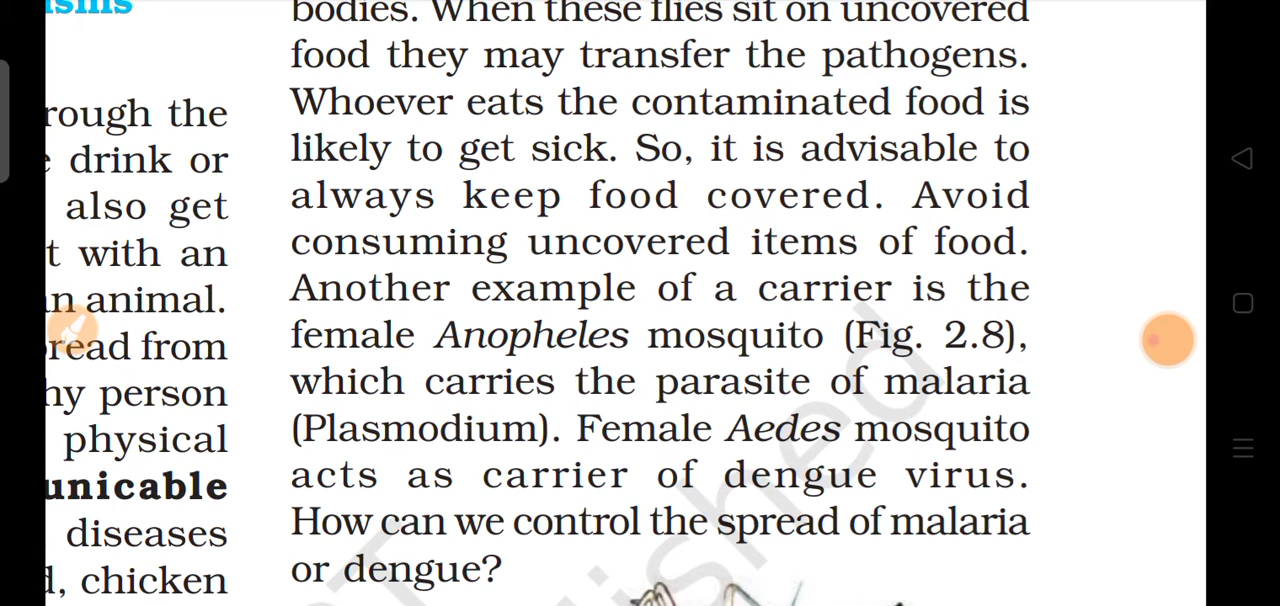 rough the
drink or
also get
t with an
n animal.
read from
hy person
physical
unicable
diseases
d, chicken
bodies. When these flies sit on uncovered
food they may transfer the pathogens.
Whoever eats the contaminated food is
likely to get sick. So, it is advisable to
always keep food covered. Avoid
consuming uncovered items of food.
Another example of a carrier is the
female Anopheles mosquito (Fig. 2.8),
which carries the parasite of malaria
(Plasmodium). Female Aedes mosquito
acts as carrier of dengue virus.
How can we control the spread of malaria
or dengue?